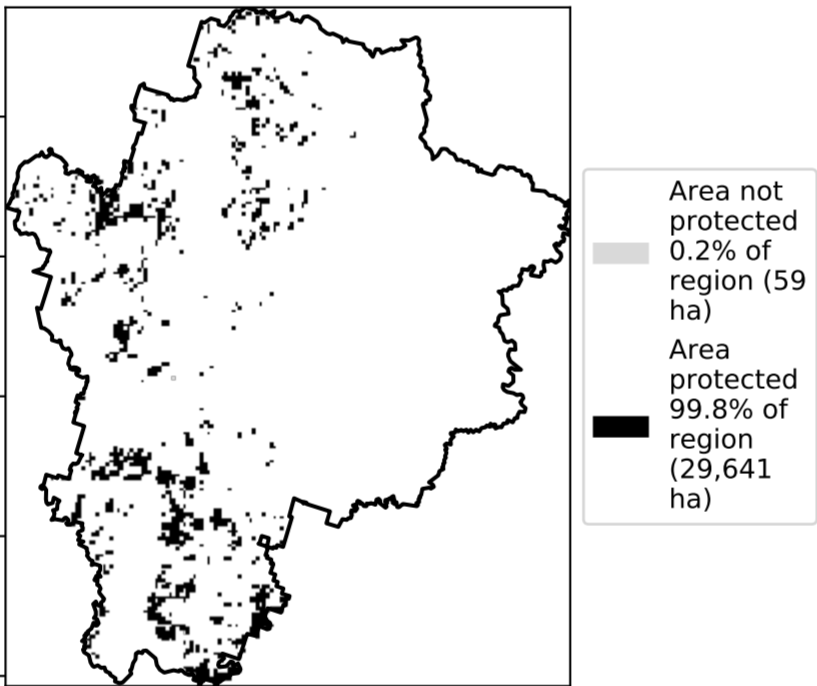 Area not
protected
0.2% of
region (59
ha)
Area
protected
99.8% of
region
(29,641
ha)